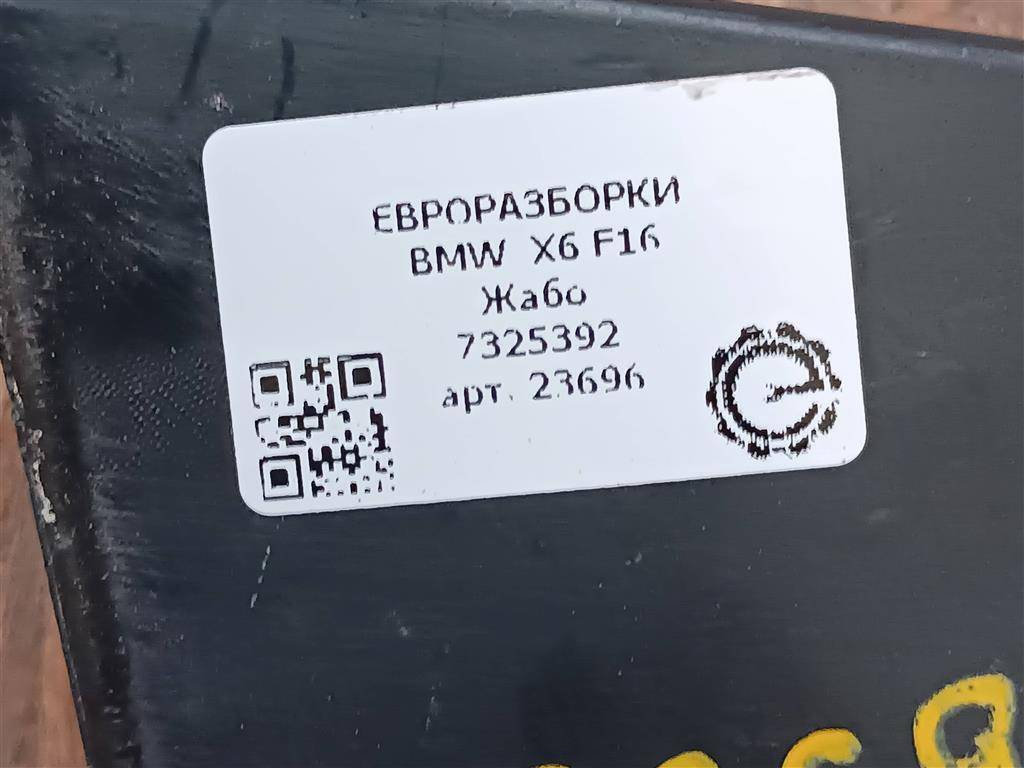 ЕВРОРАЗБОРКИ
BMW X6 F16
Жабо
7325392
арт. 23696